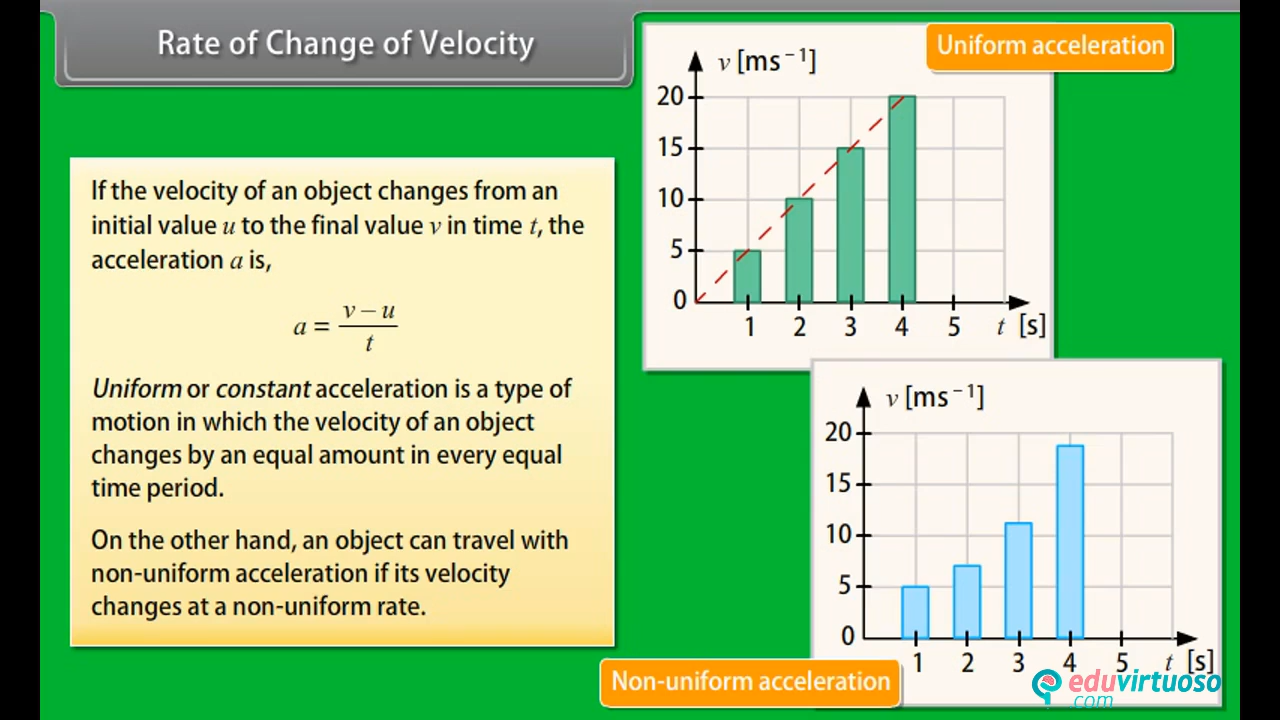 Rate of Change of Velocity
If the velocity of an object changes from an
initial value u to the final value v in time t, the
acceleration a is,
a = v – u / t
Uniform or constant acceleration is a type of
motion in which the velocity of an object
changes by an equal amount in every equal
time period.
On the other hand, an object can travel with
non-uniform acceleration if its velocity
changes at a non-uniform rate.
Uniform acceleration
v [ms⁻¹]
20
15
10
5
0
1 2 3 4 5 t [s]
v [ms⁻¹]
20
15
10
5
0
1 2 3 4 5 t [s]
Non-uniform acceleration
eduvirtuoso
.com